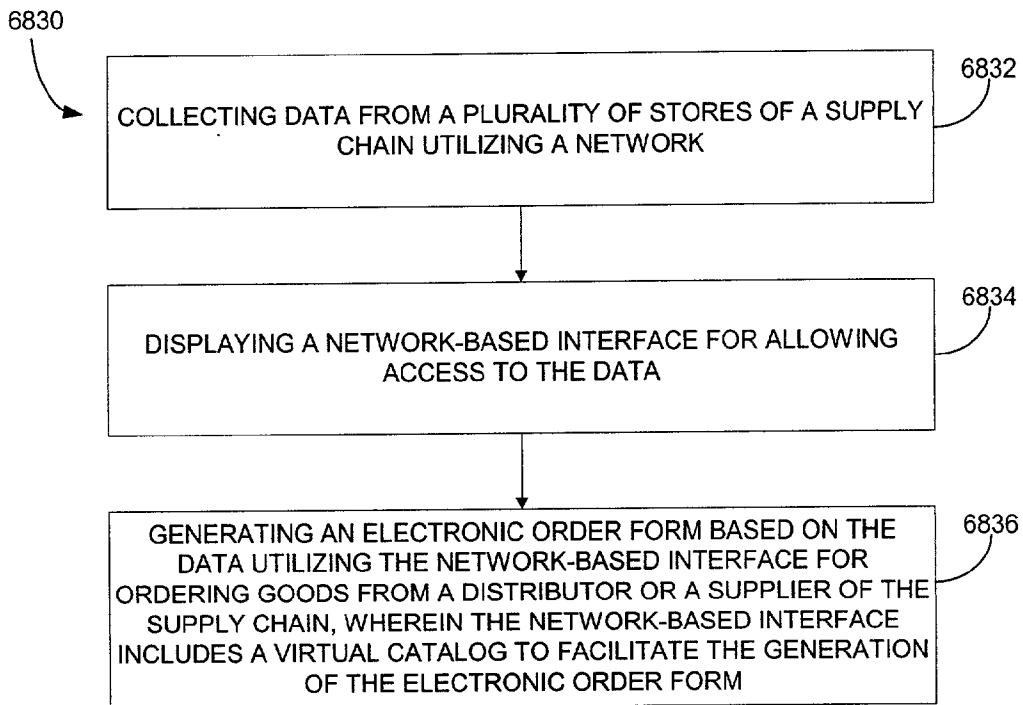 6830
6832
COLLECTING DATA FROM A PLURALITY OF STORES OF A SUPPLY
CHAIN UTILIZING A NETWORK
6834
DISPLAYING A NETWORK-BASED INTERFACE FOR ALLOWING
ACCESS TO THE DATA
6836
GENERATING AN ELECTRONIC ORDER FORM BASED ON THE
DATA UTILIZING THE NETWORK-BASED INTERFACE FOR
ORDERING GOODS FROM A DISTRIBUTOR OR A SUPPLIER OF THE
SUPPLY CHAIN, WHEREIN THE NETWORK-BASED INTERFACE
INCLUDES A VIRTUAL CATALOG TO FACILITATE THE GENERATION
OF THE ELECTRONIC ORDER FORM